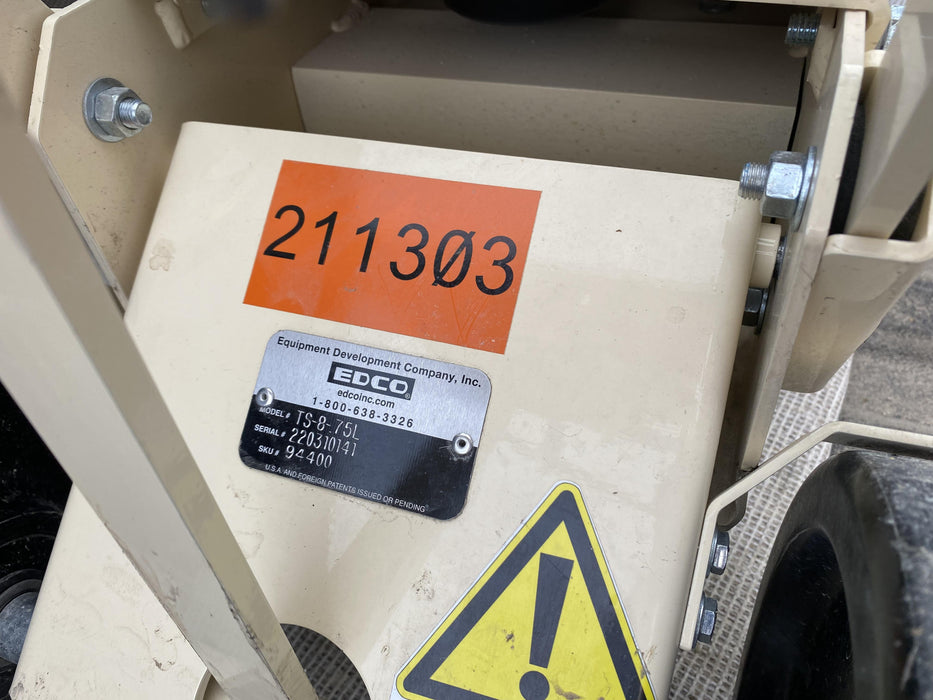 2113Ø3
Equipment Development Company, Inc.
EDCO®
edcoinc.com
1-800-638-3326
MODEL # TS-8-.75L
SERIAL # 220310141
SKU # 94400
U.S.A. AND FOREIGN PATENTS ISSUED OR PENDING
!